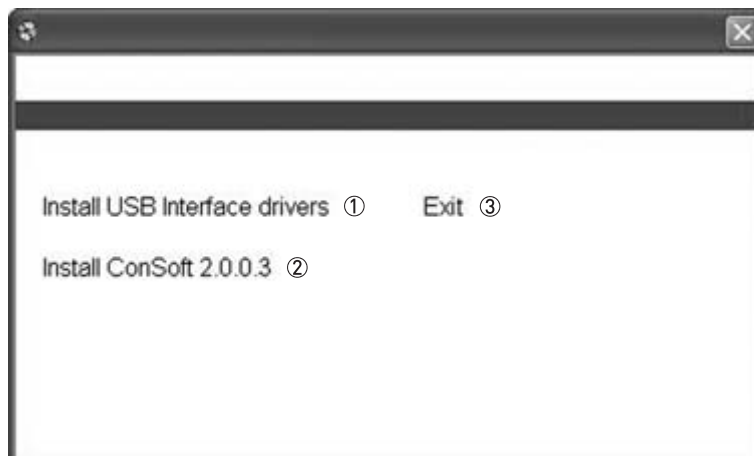 Install USB Interface drivers ① Exit ③
Install ConSoft 2.0.0.3 ②